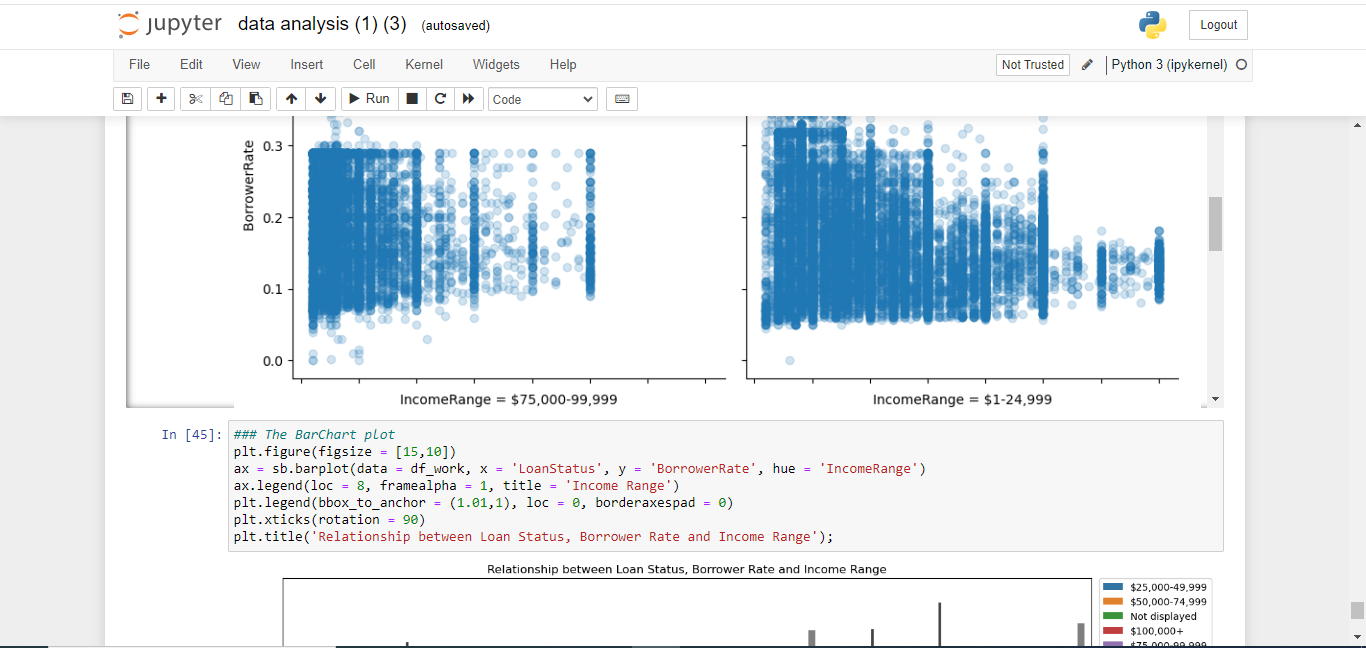 jupyter data analysis (1) (3) (autosaved)
Logout
File Edit View Insert Cell Kernel Widgets Help
Not Trusted
Python 3 (ipykernel)
Run
Code
BorrowerRate
0.3
0.2
0.1
0.0
IncomeRange = $75,000-99,999
IncomeRange = $1-24,999
In [45]:
### The BarChart plot
plt.figure(figsize = [15,10])
ax = sb.barplot(data = df_work, x = 'LoanStatus', y = 'BorrowerRate', hue = 'IncomeRange')
ax.legend(loc = 8, framealpha = 1, title = 'Income Range')
plt.legend(bbox_to_anchor = (1.01,1), loc = 0, borderaxespad = 0)
plt.xticks(rotation = 90)
plt.title('Relationship between Loan Status, Borrower Rate and Income Range');
Relationship between Loan Status, Borrower Rate and Income Range
$25,000-49,999
$50,000-74,999
Not displayed
$100,000+
$75,000-99,999